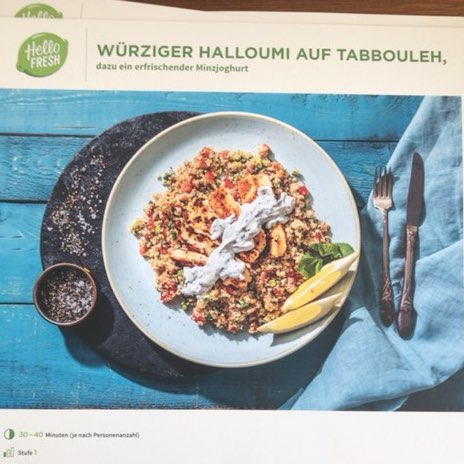 Hello
FRESH
WÜRZIGER HALLOUMI AUF TABBOULEH,
dazu ein erfrischender Minzjoghurt
30–40 Minuten (je nach Personenanzahl)
Stufe 1